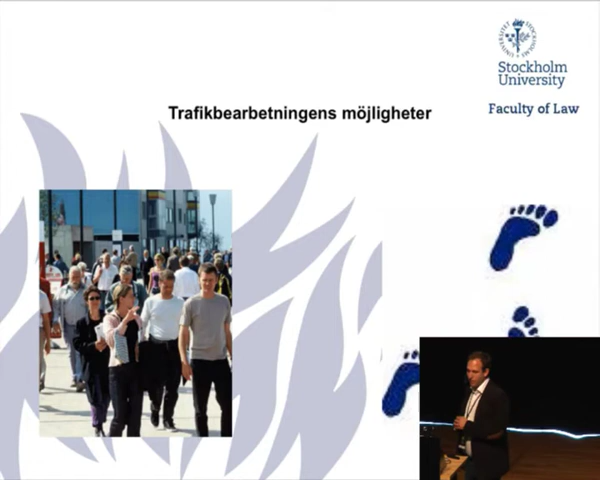 Stockholm
University
Faculty of Law
Trafikbearbetningens möjligheter